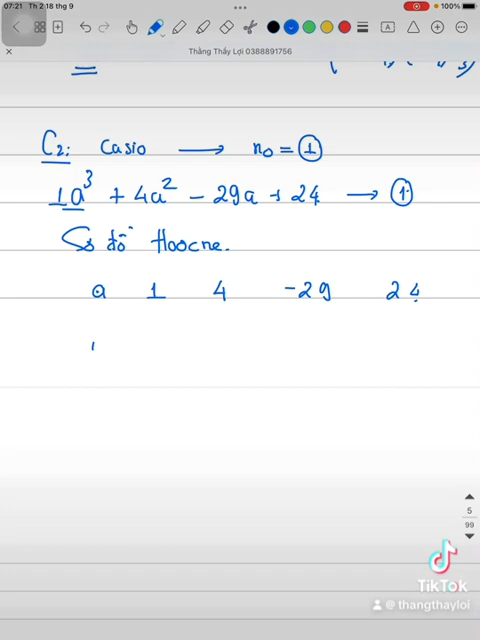 07:21 Th 2 18 thg 9
100%
Thằng Thầy Lợi 0388891756
C2: Casio → n0 = ①
1a³ + 4a² - 29a + 24 → ①
Sơ đồ Hoocne.
a 1 4 -29 24
5
99
TikTok
@thangthayloi